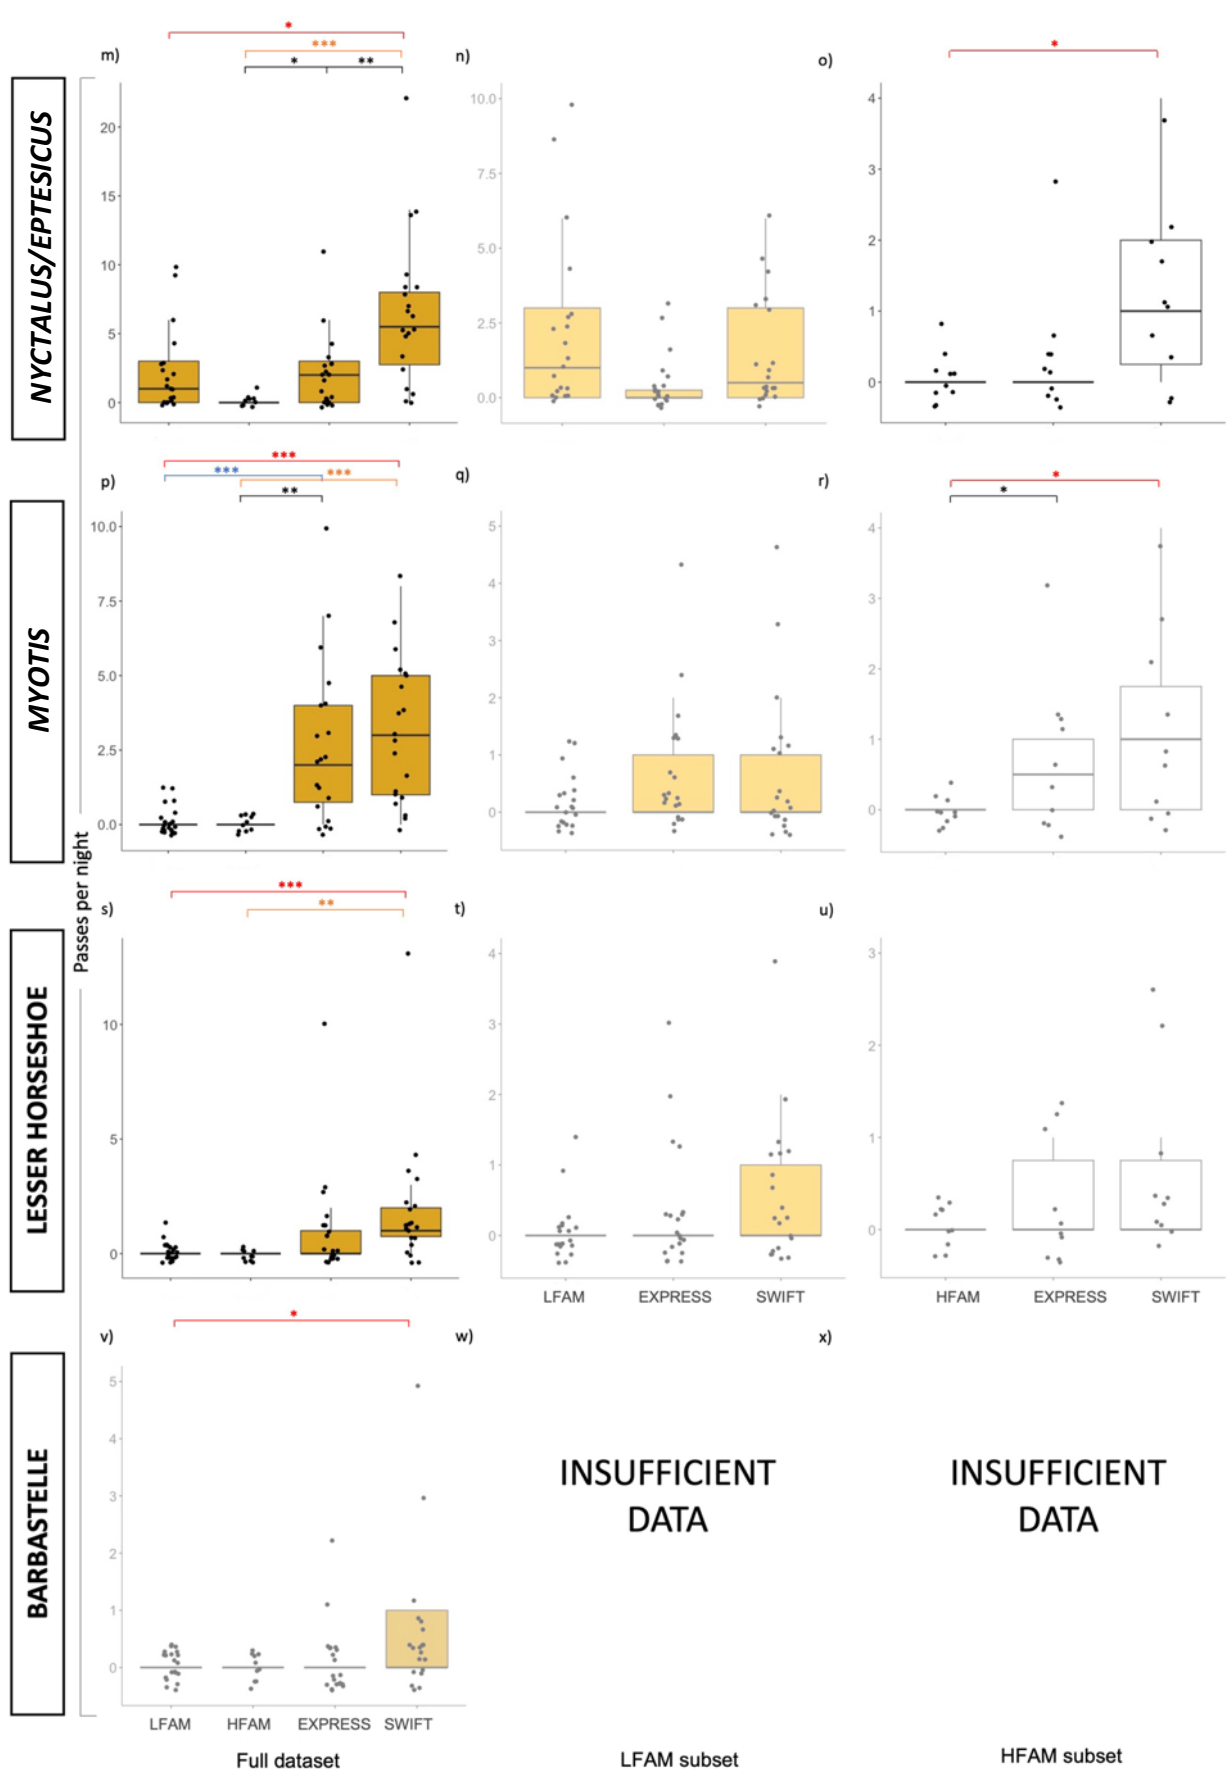 *
m)
***
n)
o)
*
*
**
NYCTALUS/EPTESICUS
20
15
10
5
0
10.0
7.5
5.0
2.5
0.0
4
3
2
1
0
***
p)
***
***
**
q)
r)
*
*
MYOTIS
10.0
7.5
5.0
2.5
0.0
5
4
3
2
1
0
4
3
2
1
0
Passes per night
***
s)
**
t)
u)
LESSER HORSESHOE
10
5
0
4
3
2
1
0
3
2
1
0
LFAM EXPRESS SWIFT
HFAM EXPRESS SWIFT
v)
*
w)
x)
BARBASTELLE
5
4
3
2
1
0
INSUFFICIENT
DATA
INSUFFICIENT
DATA
LFAM HFAM EXPRESS SWIFT
Full dataset
LFAM subset
HFAM subset